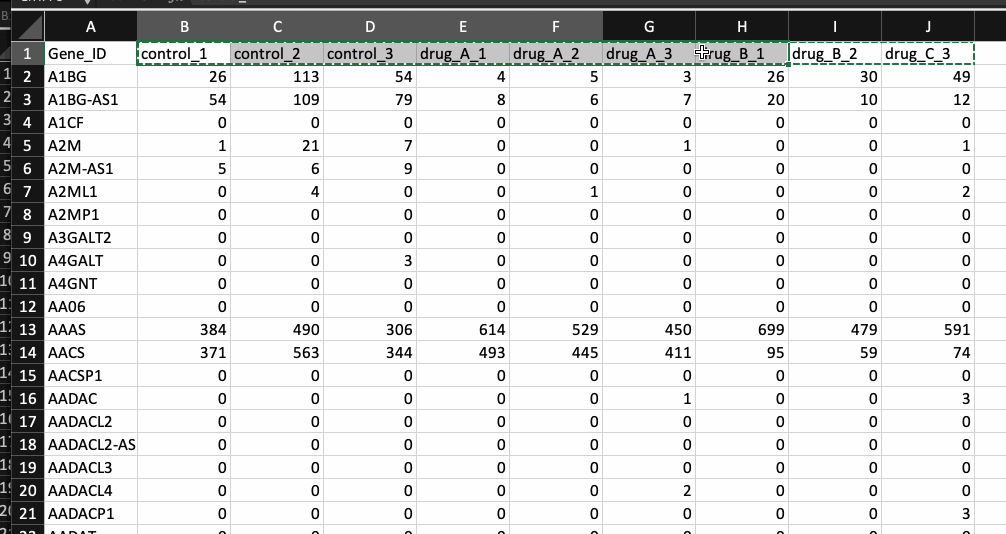 A B C D E F G H I J
1 Gene_ID control_1 control_2 control_3 drug_A_1 drug_A_2 drug_A_3 drug_B_1 drug_B_2 drug_C_3
2 A1BG 26 113 54 4 5 3 26 30 49
3 A1BG-AS1 54 109 79 8 6 7 20 10 12
4 A1CF 0 0 0 0 0 0 0 0 0
5 A2M 1 21 7 0 0 1 0 0 1
6 A2M-AS1 5 6 9 0 0 0 0 0 0
7 A2ML1 0 4 0 0 1 0 0 0 2
8 A2MP1 0 0 0 0 0 0 0 0 0
9 A3GALT2 0 0 0 0 0 0 0 0 0
10 A4GALT 0 0 3 0 0 0 0 0 0
11 A4GNT 0 0 0 0 0 0 0 0 0
12 AA06 0 0 0 0 0 0 0 0 0
13 AAAS 384 490 306 614 529 450 699 479 591
14 AACS 371 563 344 493 445 411 95 59 74
15 AACSP1 0 0 0 0 0 0 0 0 0
16 AADAC 0 0 0 0 0 1 0 0 3
17 AADACL2 0 0 0 0 0 0 0 0 0
18 AADACL2-AS 0 0 0 0 0 0 0 0 0
19 AADACL3 0 0 0 0 0 0 0 0 0
20 AADACL4 0 0 0 0 0 2 0 0 0
21 AADACP1 0 0 0 0 0 0 0 0 3